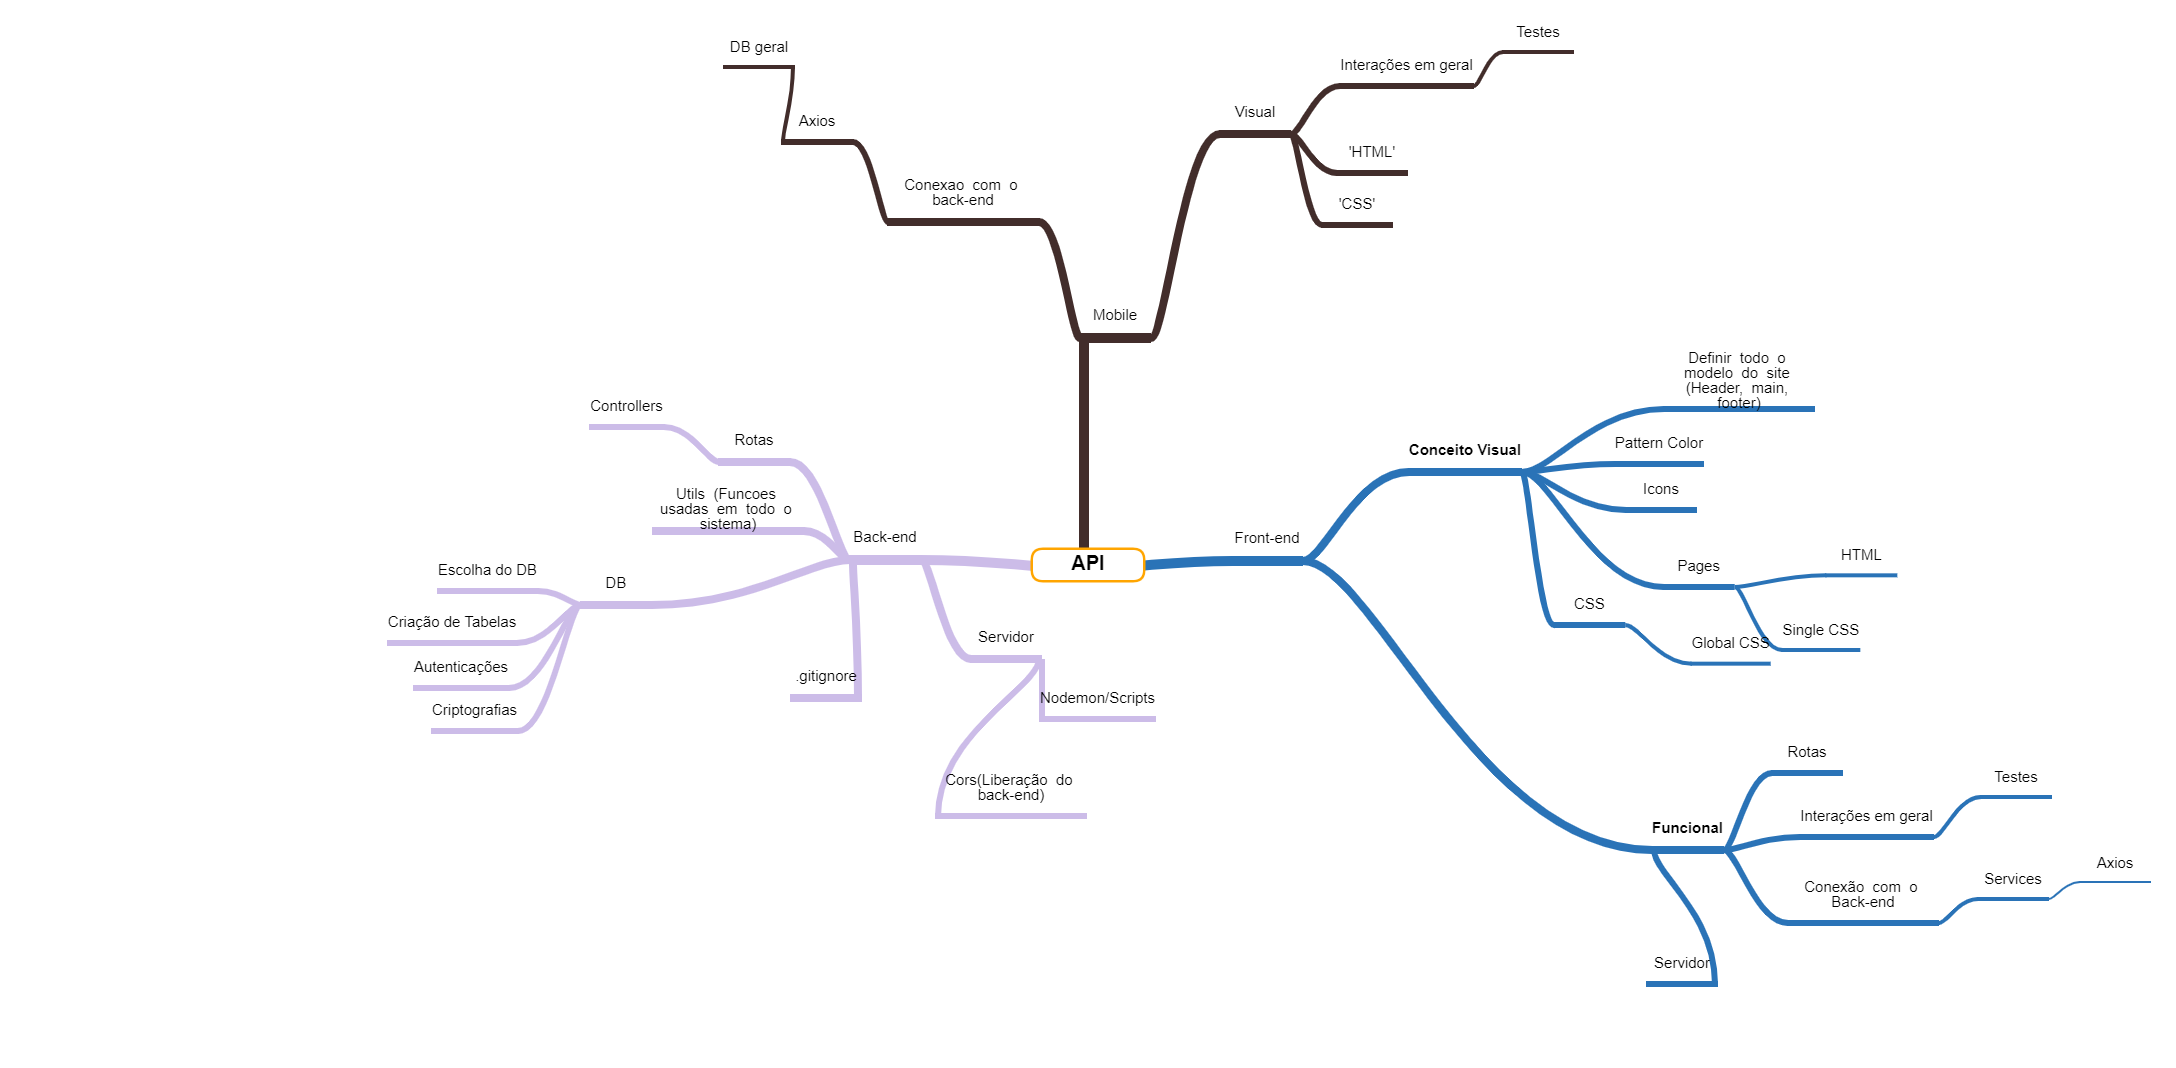 Testes
DB geral
Interações em geral
Visual
Axios
'HTML'
Conexao com o
back-end
'CSS'
Mobile
Definir todo o
modelo do site
(Header, main,
footer)
Controllers
Rotas
Pattern Color
Conceito Visual
Icons
Utils (Funcoes
usadas em todo o
sistema)
Back-end
Front-end
API
HTML
Pages
Escolha do DB
DB
CSS
Criação de Tabelas
Servidor
Global CSS
Single CSS
Autenticações
.gitignore
Nodemon/Scripts
Criptografias
Rotas
Cors(Liberação do
back-end)
Testes
Interações em geral
Funcional
Axios
Conexão com o
Back-end
Services
Servidor